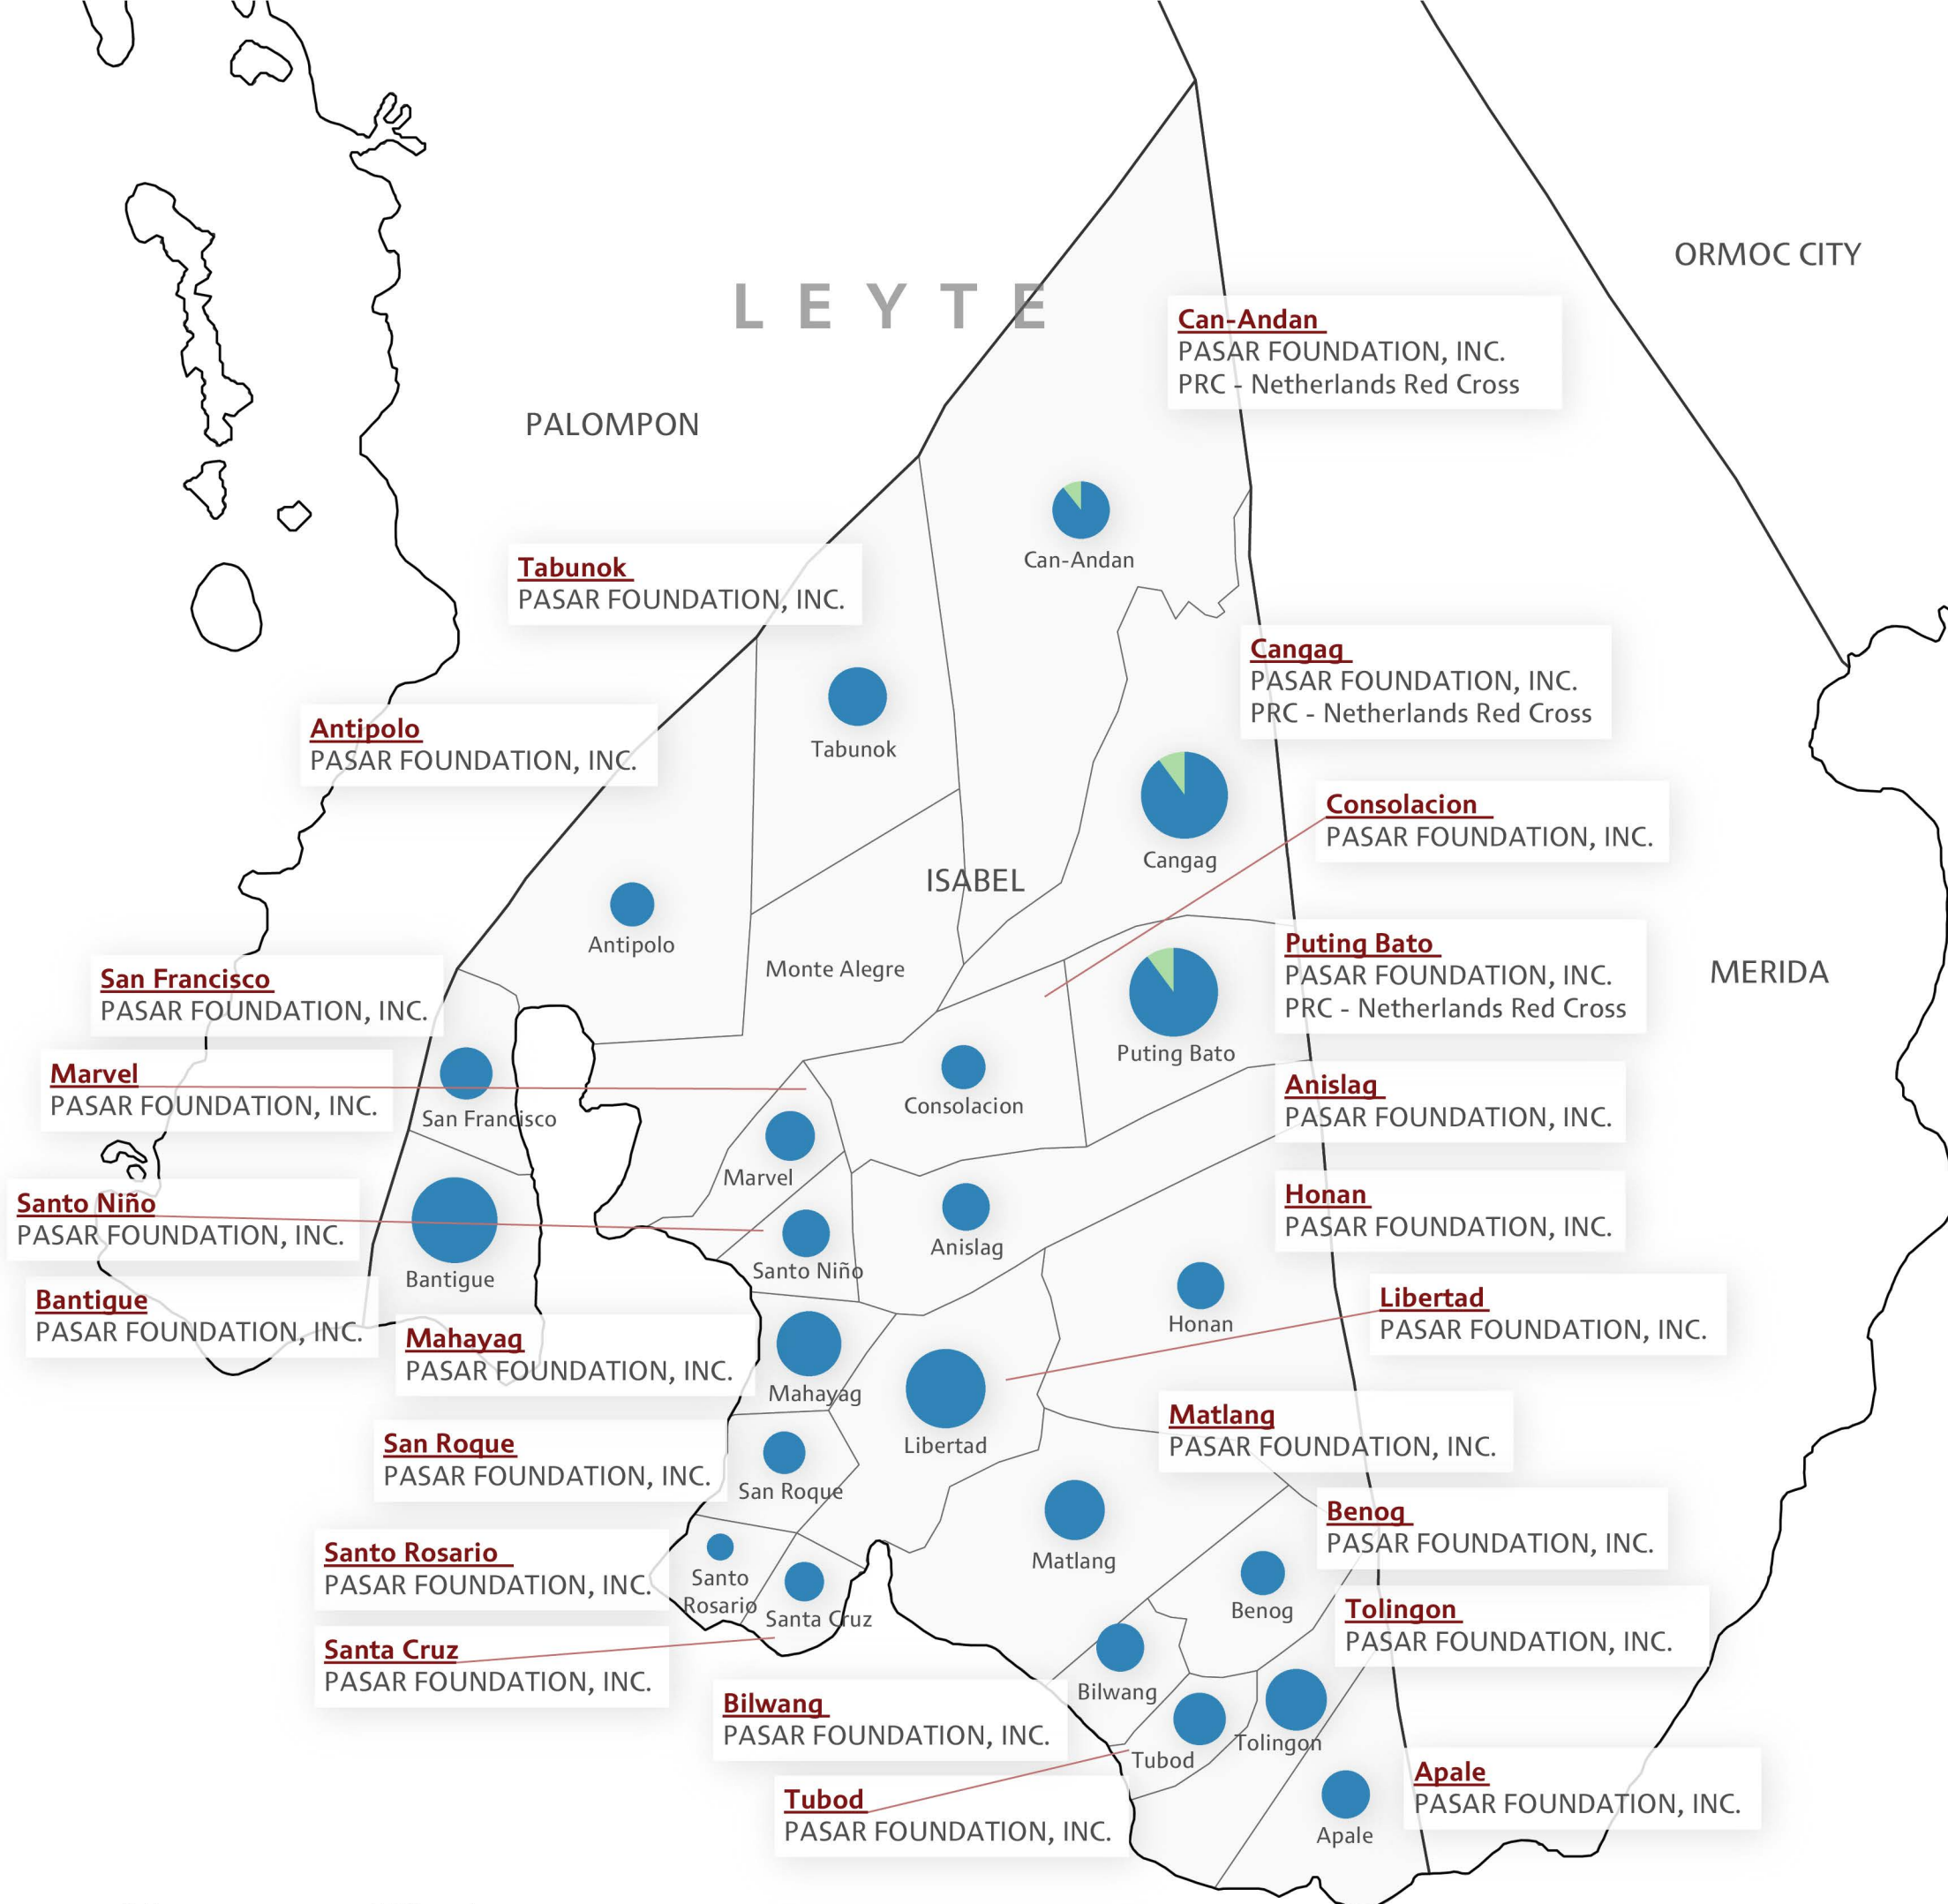 ORMOC CITY
LEYTE
Can-Andan
PASAR FOUNDATION, INC.
PRC - Netherlands Red Cross
PALOMPON
Can-Andan
Tabunok
PASAR FOUNDATION, INC.
Cangag
PASAR FOUNDATION, INC.
PRC - Netherlands Red Cross
Tabunok
Antipolo
PASAR FOUNDATION, INC.
Consolacion
PASAR FOUNDATION, INC.
Cangag
ISABEL
Antipolo
Monte Alegre
Puting Bato
PASAR FOUNDATION, INC.
PRC - Netherlands Red Cross
MERIDA
San Francisco
PASAR FOUNDATION, INC.
Puting Bato
Marvel
PASAR FOUNDATION, INC.
San Francisco
Consolacion
Anislag
PASAR FOUNDATION, INC.
Marvel
Santo Niño
PASAR FOUNDATION, INC.
Honan
PASAR FOUNDATION, INC.
Anislag
Santo Niño
Bantigue
Bantigue
PASAR FOUNDATION, INC.
Honan
Libertad
PASAR FOUNDATION, INC.
Mahayag
PASAR FOUNDATION, INC.
Mahayag
Matlang
PASAR FOUNDATION, INC.
Libertad
San Roque
PASAR FOUNDATION, INC.
San Roque
Benog
PASAR FOUNDATION, INC.
Matlang
Santo Rosario
PASAR FOUNDATION, INC.
Santo
Rosario
Santa Cruz
Benog
Tolingon
PASAR FOUNDATION, INC.
Santa Cruz
PASAR FOUNDATION, INC.
Bilwang
Bilwang
PASAR FOUNDATION, INC.
Tubod
Tolingon
Tubod
PASAR FOUNDATION, INC.
Apale
PASAR FOUNDATION, INC.
Apale